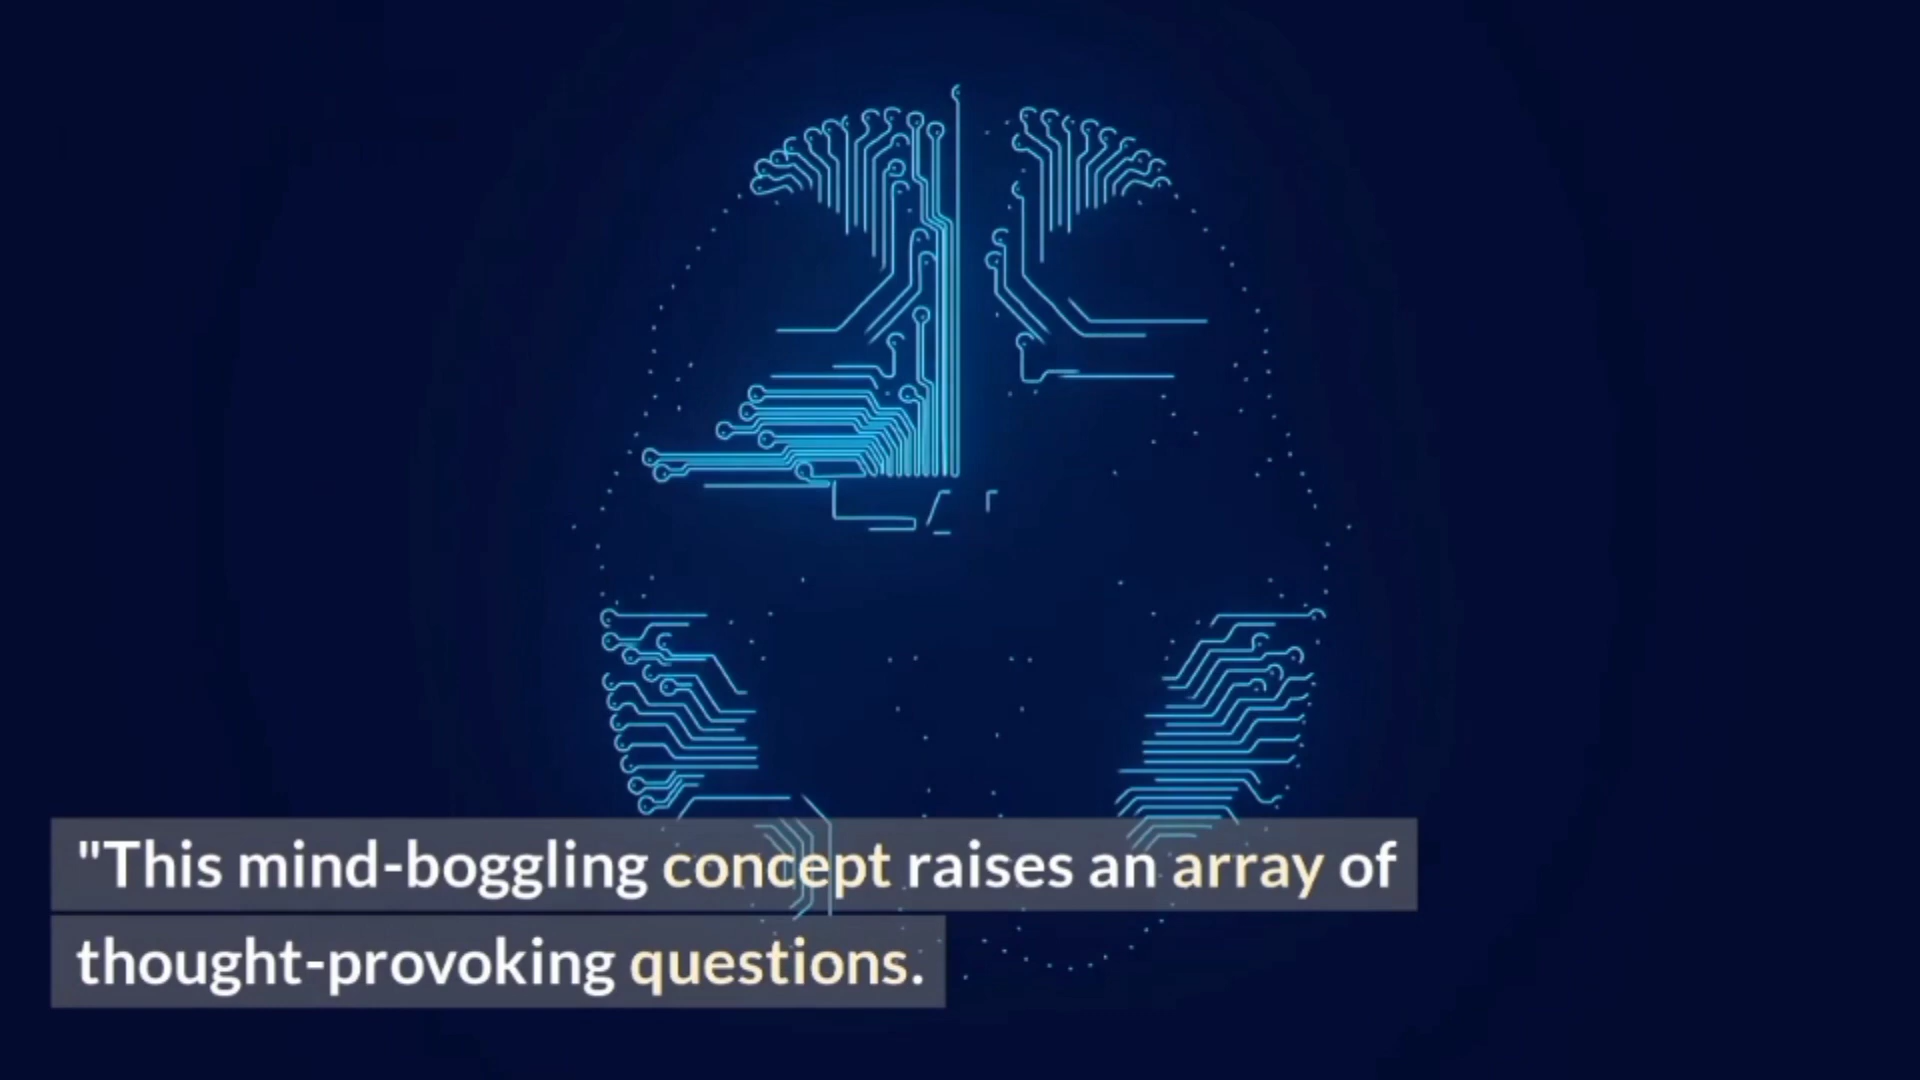 "This mind-boggling concept raises an array of
thought-provoking questions.